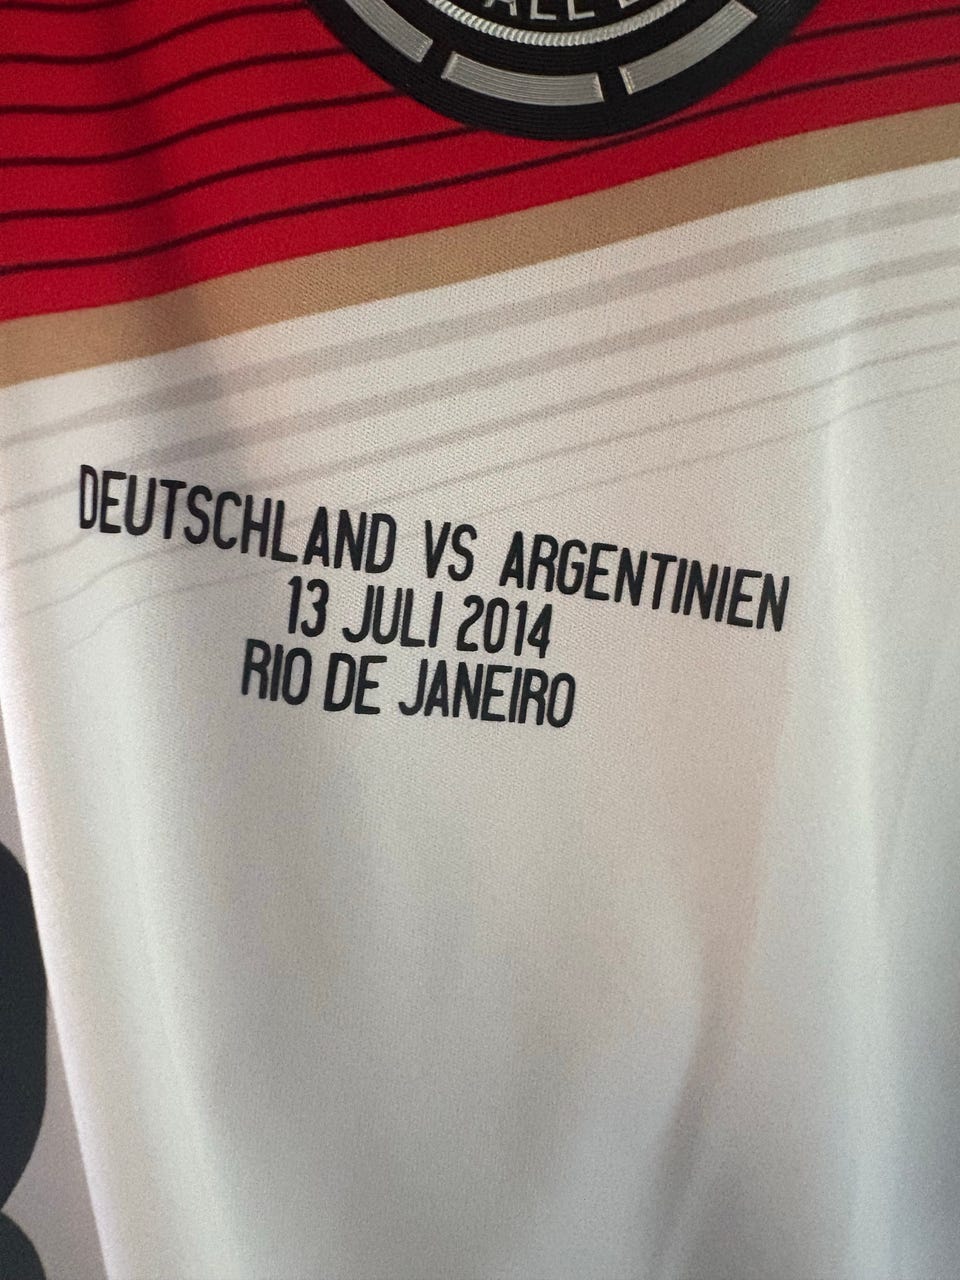 DEUTSCHLAND VS ARGENTINIEN
13 JULI 2014
RIO DE JANEIRO